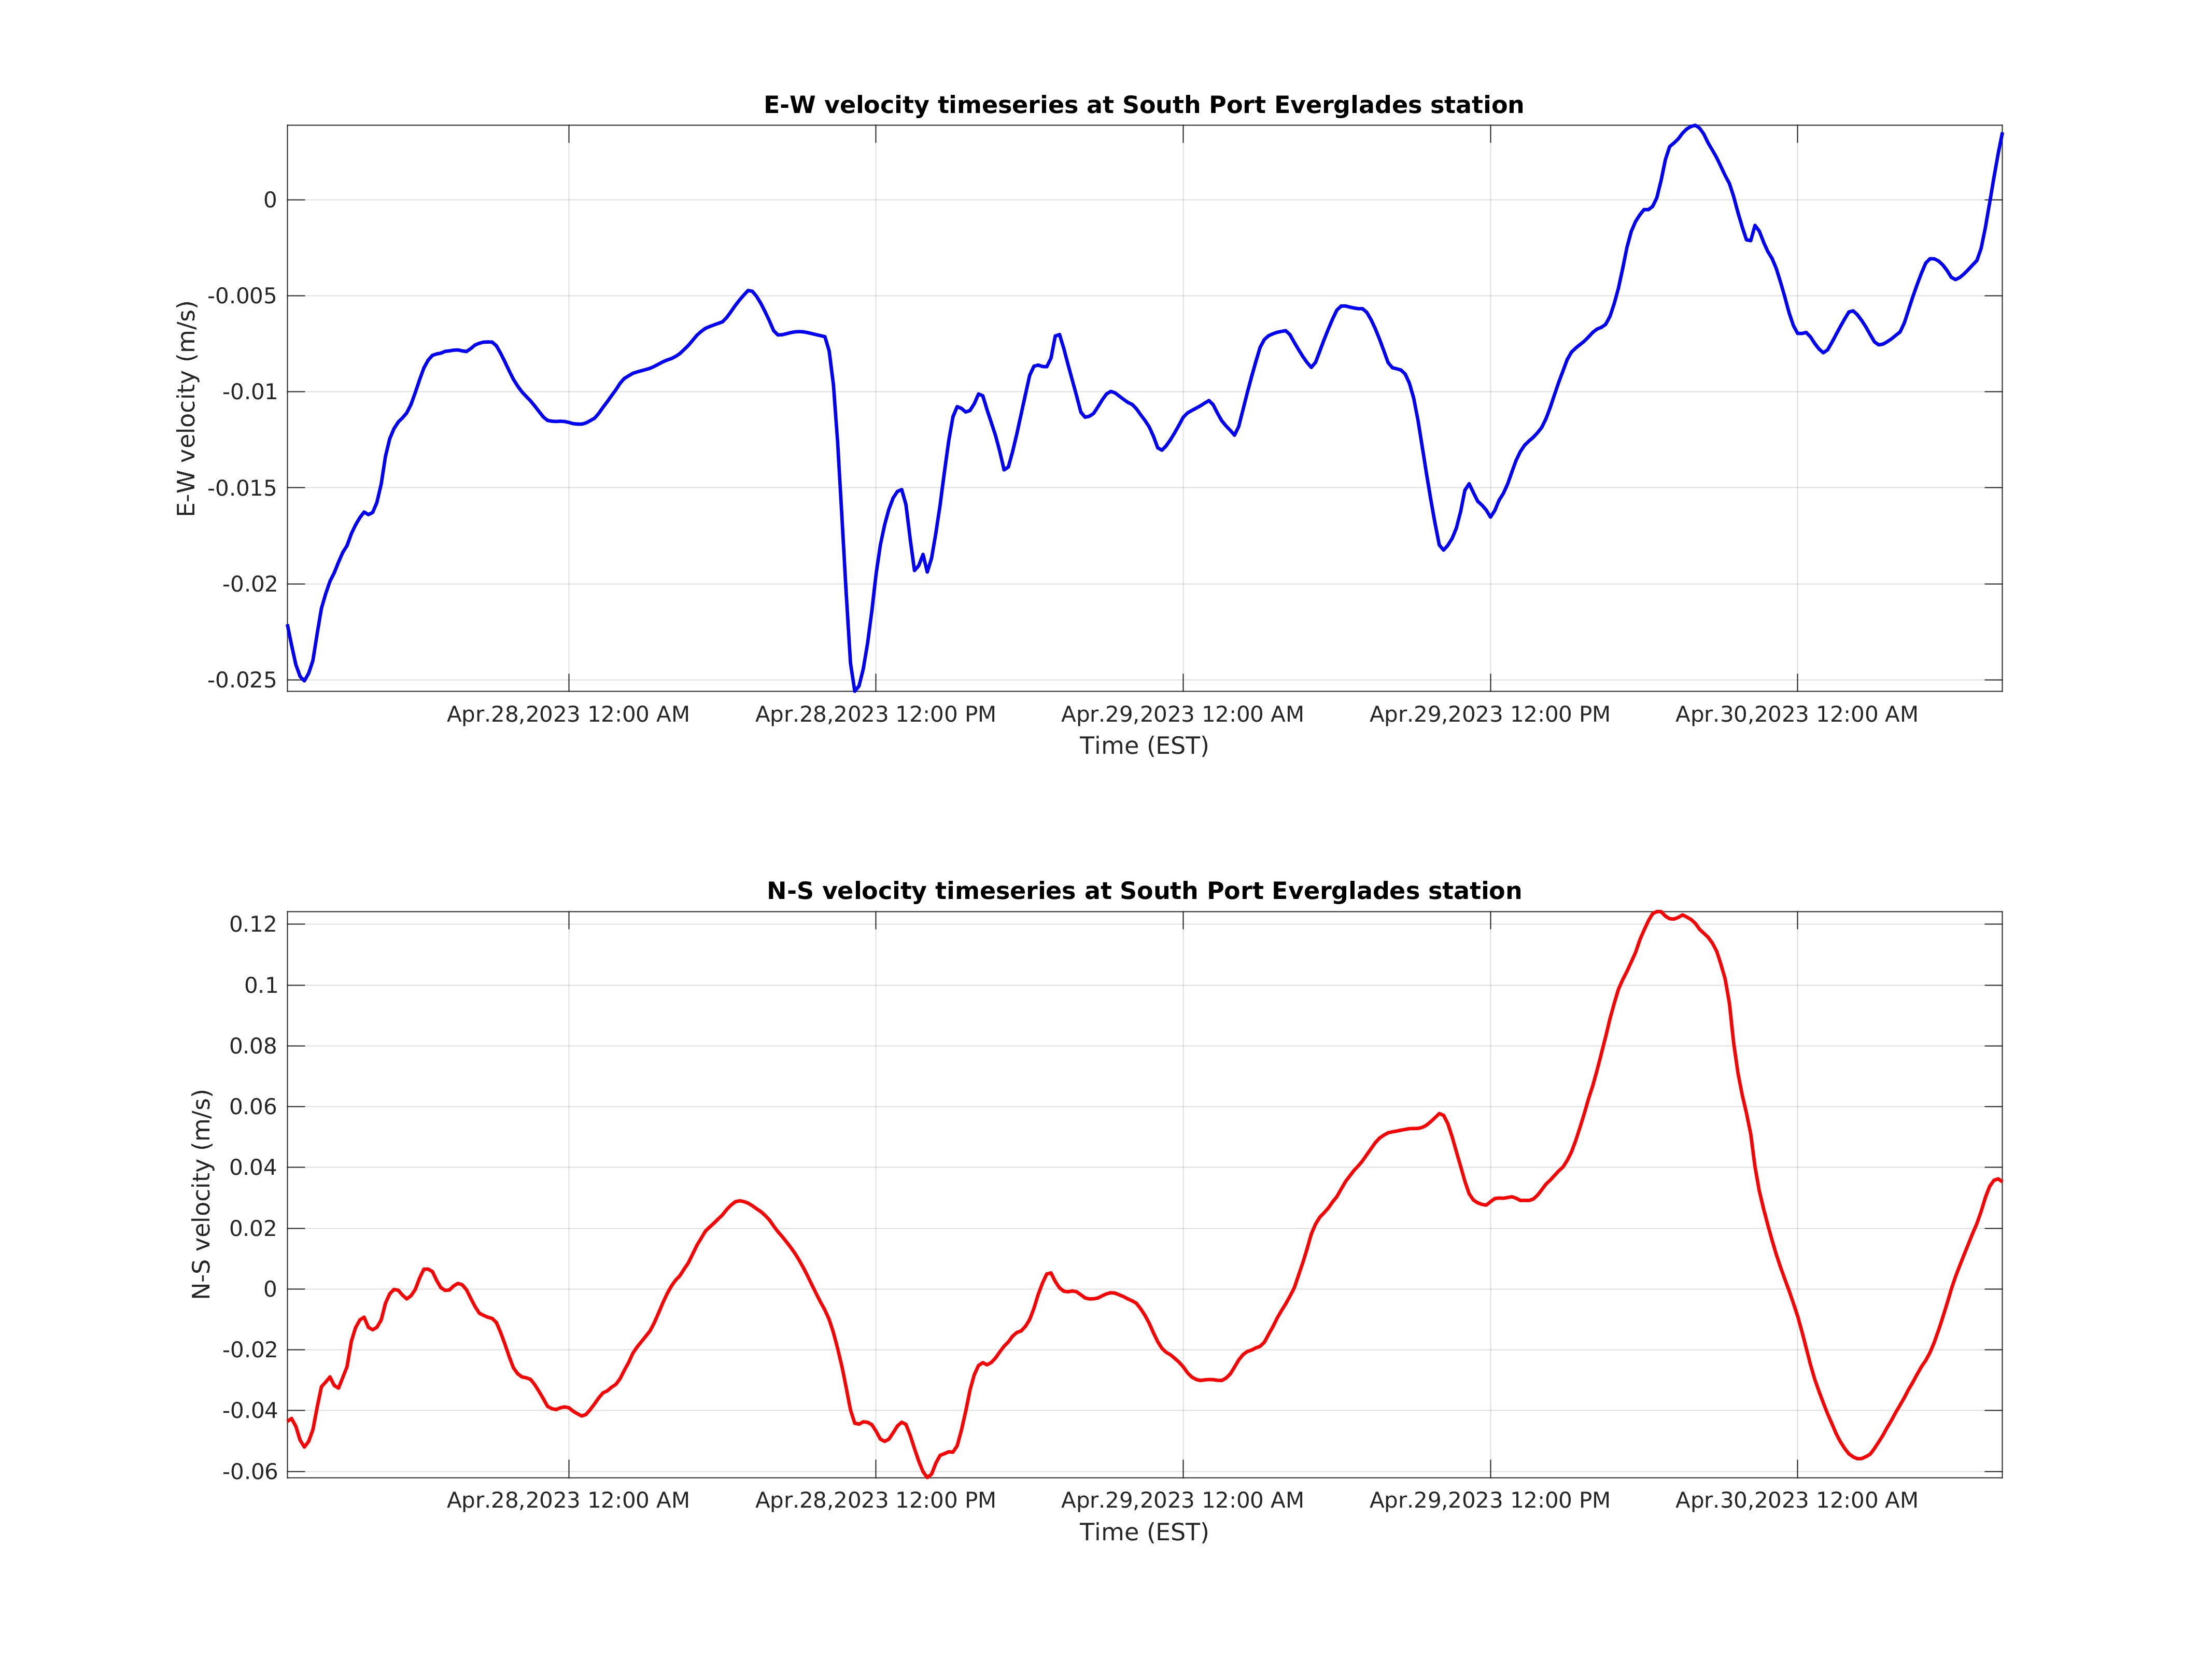 E-W velocity timeseries at South Port Everglades station
E-W velocity (m/s)
0
-0.005
-0.01
-0.015
-0.02
-0.025
Apr.28,2023 12:00 AM
Apr.28,2023 12:00 PM
Apr.29,2023 12:00 AM
Apr.29,2023 12:00 PM
Apr.30,2023 12:00 AM
Time (EST)
N-S velocity timeseries at South Port Everglades station
N-S velocity (m/s)
0.12
0.1
0.08
0.06
0.04
0.02
0
-0.02
-0.04
-0.06
Apr.28,2023 12:00 AM
Apr.28,2023 12:00 PM
Apr.29,2023 12:00 AM
Apr.29,2023 12:00 PM
Apr.30,2023 12:00 AM
Time (EST)